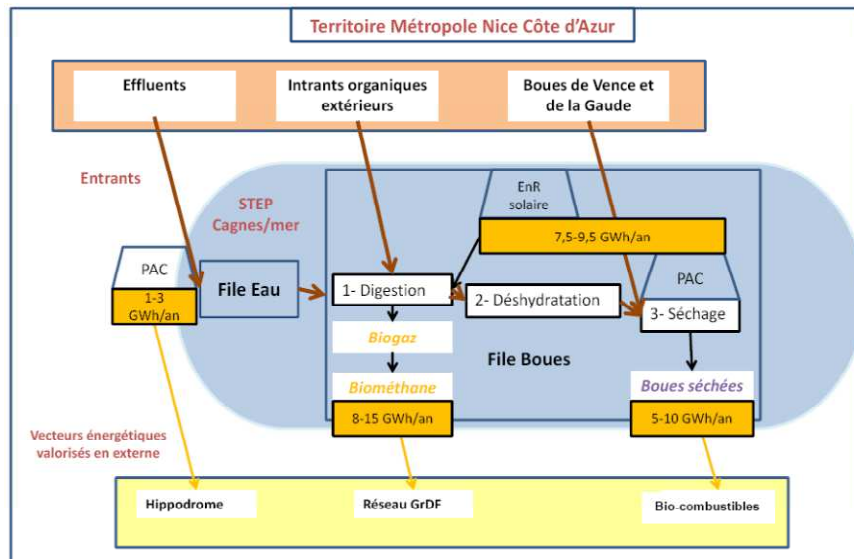 Territoire Métropole Nice Côte d'Azur
Effluents
Intrants organiques
extérieurs
Boues de Vence et
de la Gaude
Entrants
STEP
Cagnes/mer
EnR
solaire
7,5-9,5 GWh/an
PAC
1-3
GWh/an
File Eau
1- Digestion
2- Déshydratation
PAC
3- Séchage
Biogaz
File Boues
Biométhane
8-15 GWh/an
Boues séchées
5-10 GWh/an
Vecteurs énergétiques
valorisés en externe
Hippodrome
Réseau GrDF
Bio-combustibles